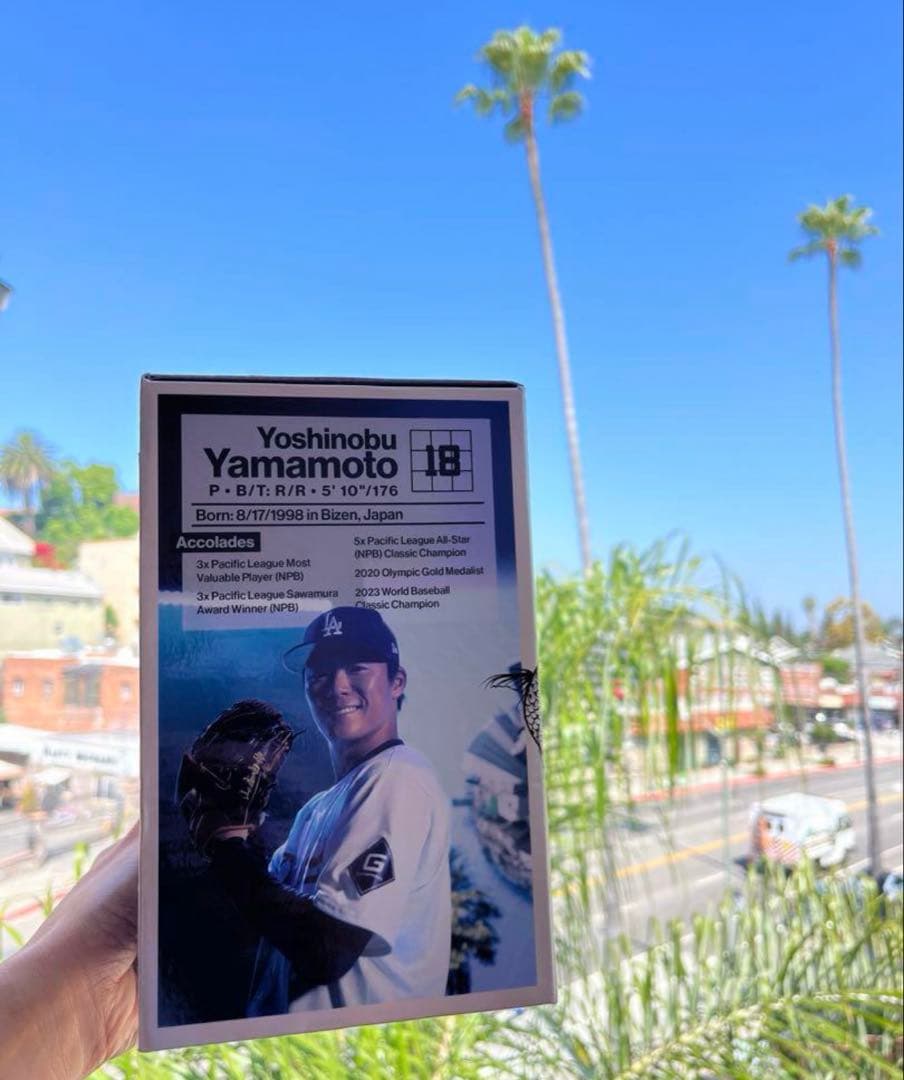 Yoshinobu
Yamamoto
18
P • B/T: R/R • 5' 10"/176
Born: 8/17/1998 in Bizen, Japan
Accolades
3x Pacific League Most
Valuable Player (NPB)
3x Pacific League Sawamura
Award Winner (NPB)
5x Pacific League All-Star
(NPB) Classic Champion
2020 Olympic Gold Medalist
2023 World Baseball
Classic Champion
LA
G